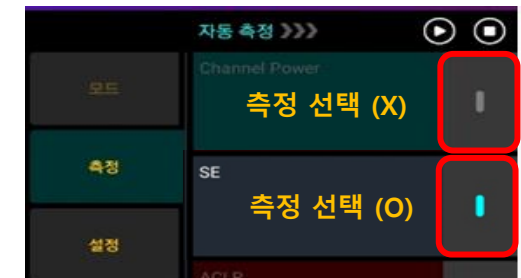 자동 측정 》》》
모드
Channel Power
측정 선택 (X)
측정
SE
측정 선택 (O)
설정
ACLR